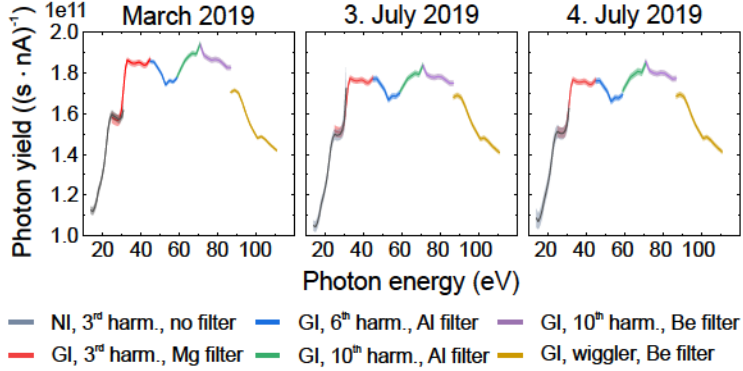 March 2019 3. July 2019 4. July 2019
1e11
2.0
1.8
1.6
1.4
1.2
1.0
Photon yield ((s · nA)⁻¹)
20 40 60 80 100 20 40 60 80 100 20 40 60 80 100
Photon energy (eV)
NI, 3rd harm., no filter GI, 6th harm., Al filter GI, 10th harm., Be filter
GI, 3rd harm., Mg filter GI, 10th harm., Al filter GI, wiggler, Be filter